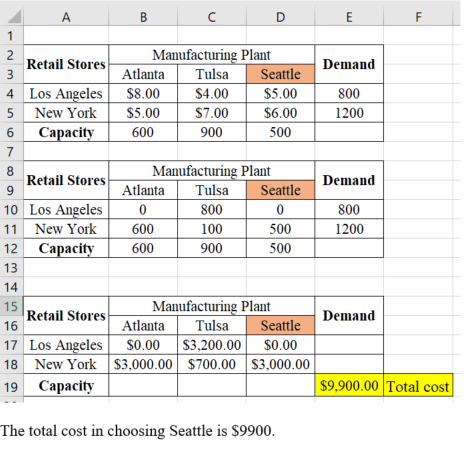 A B C D E F
1
2 Retail Stores Manufacturing Plant Demand
3 Atlanta Tulsa Seattle
4 Los Angeles $8.00 $4.00 $5.00 800
5 New York $5.00 $7.00 $6.00 1200
6 Capacity 600 900 500
7
8 Retail Stores Manufacturing Plant Demand
9 Atlanta Tulsa Seattle
10 Los Angeles 0 800 0 800
11 New York 600 100 500 1200
12 Capacity 600 900 500
13
14
15 Retail Stores Manufacturing Plant Demand
16 Atlanta Tulsa Seattle
17 Los Angeles $0.00 $3,200.00 $0.00
18 New York $3,000.00 $700.00 $3,000.00
19 Capacity $9,900.00 Total cost
The total cost in choosing Seattle is $9900.